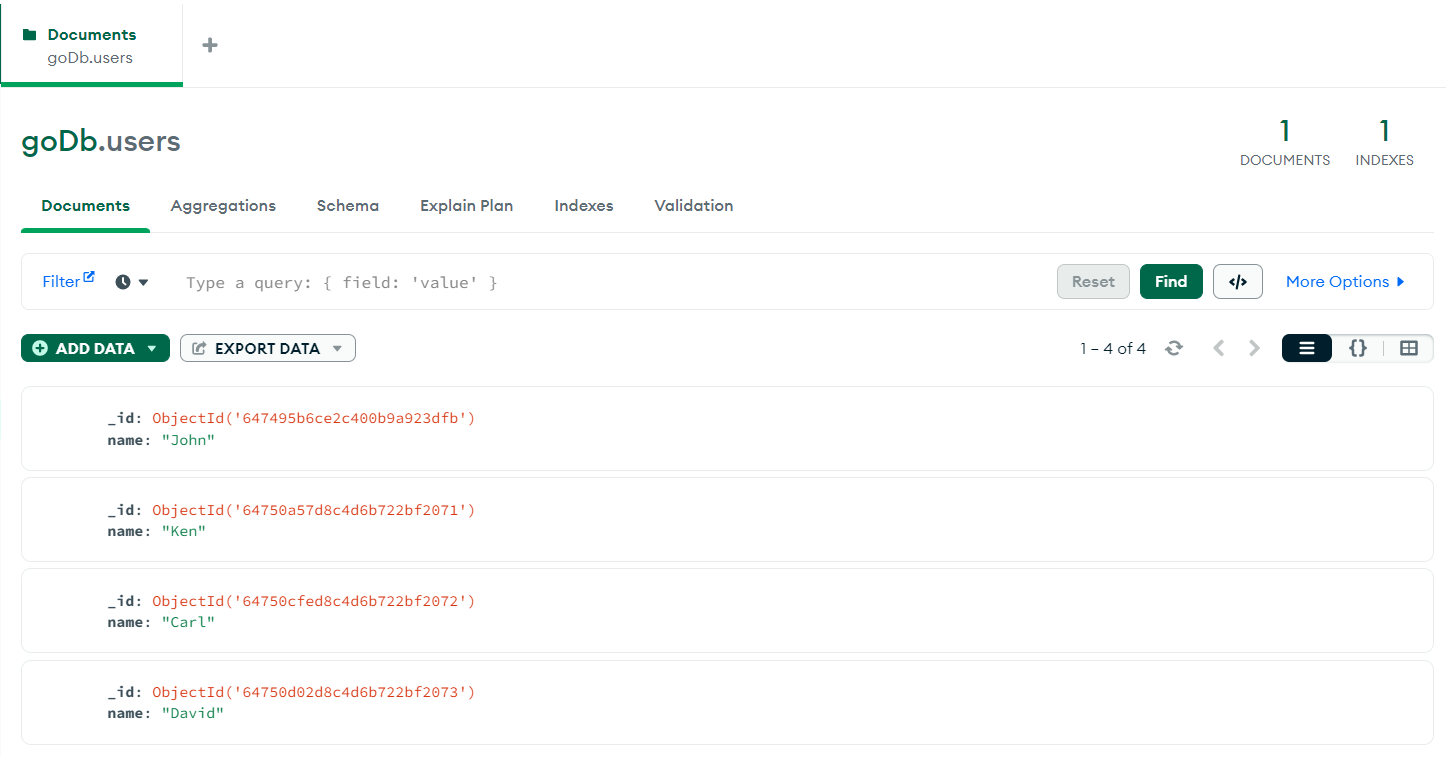 Documents
goDb.users
goDb.users
1
DOCUMENTS
1
INDEXES
Documents Aggregations Schema Explain Plan Indexes Validation
Filter Type a query: { field: 'value' } Reset Find </> More Options
ADD DATA EXPORT DATA 1 – 4 of 4 {}
_id: ObjectId('647495b6ce2c400b9a923dfb')
name: "John"
_id: ObjectId('64750a57d8c4d6b722bf2071')
name: "Ken"
_id: ObjectId('64750cfed8c4d6b722bf2072')
name: "Carl"
_id: ObjectId('64750d02d8c4d6b722bf2073')
name: "David"